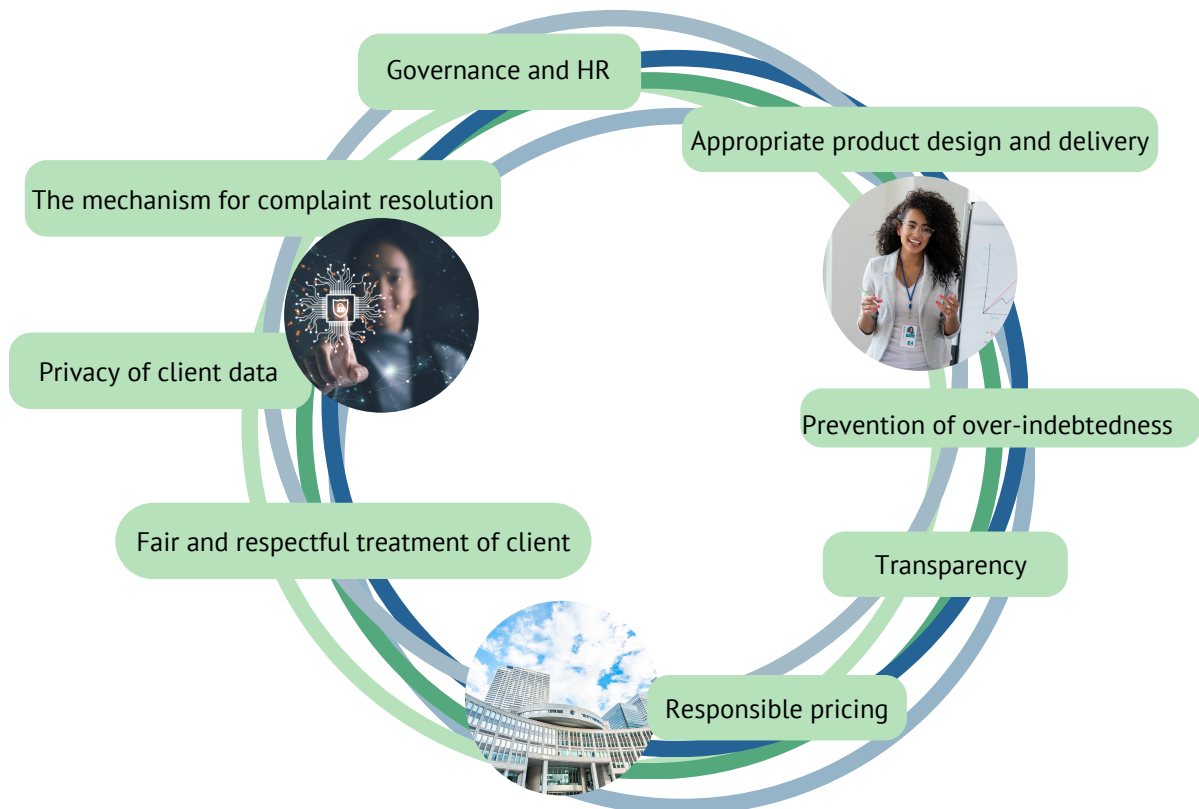 Governance and HR
Appropriate product design and delivery
The mechanism for complaint resolution
Privacy of client data
Prevention of over-indebtedness
Fair and respectful treatment of client
Transparency
Responsible pricing